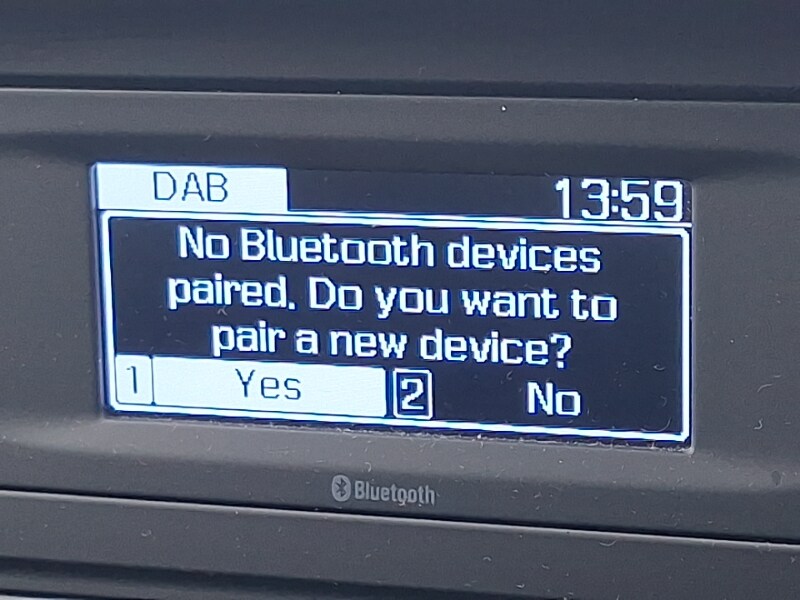 DAB 13:59
No Bluetooth devices
paired. Do you want to
pair a new device?
1 Yes 2 No
Bluetooth